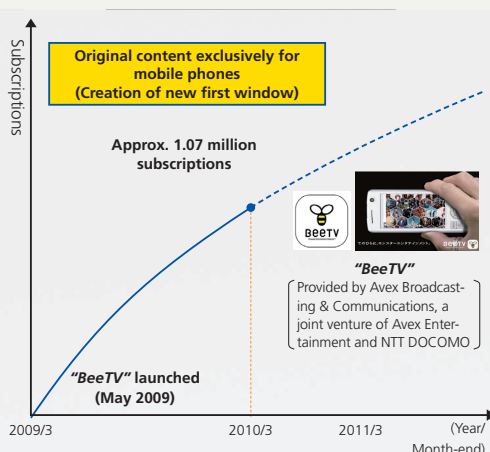 Subscriptions
Original content exclusively for
mobile phones
(Creation of new first window)
Approx. 1.07 million
subscriptions
BeeTV
BeeTV
"BeeTV"
Provided by Avex Broadcast-
ing & Communications, a
joint venture of Avex Enter-
tainment and NTT DOCOMO
"BeeTV" launched
(May 2009)
2009/3
2010/3
2011/3
(Year/
Month-end)